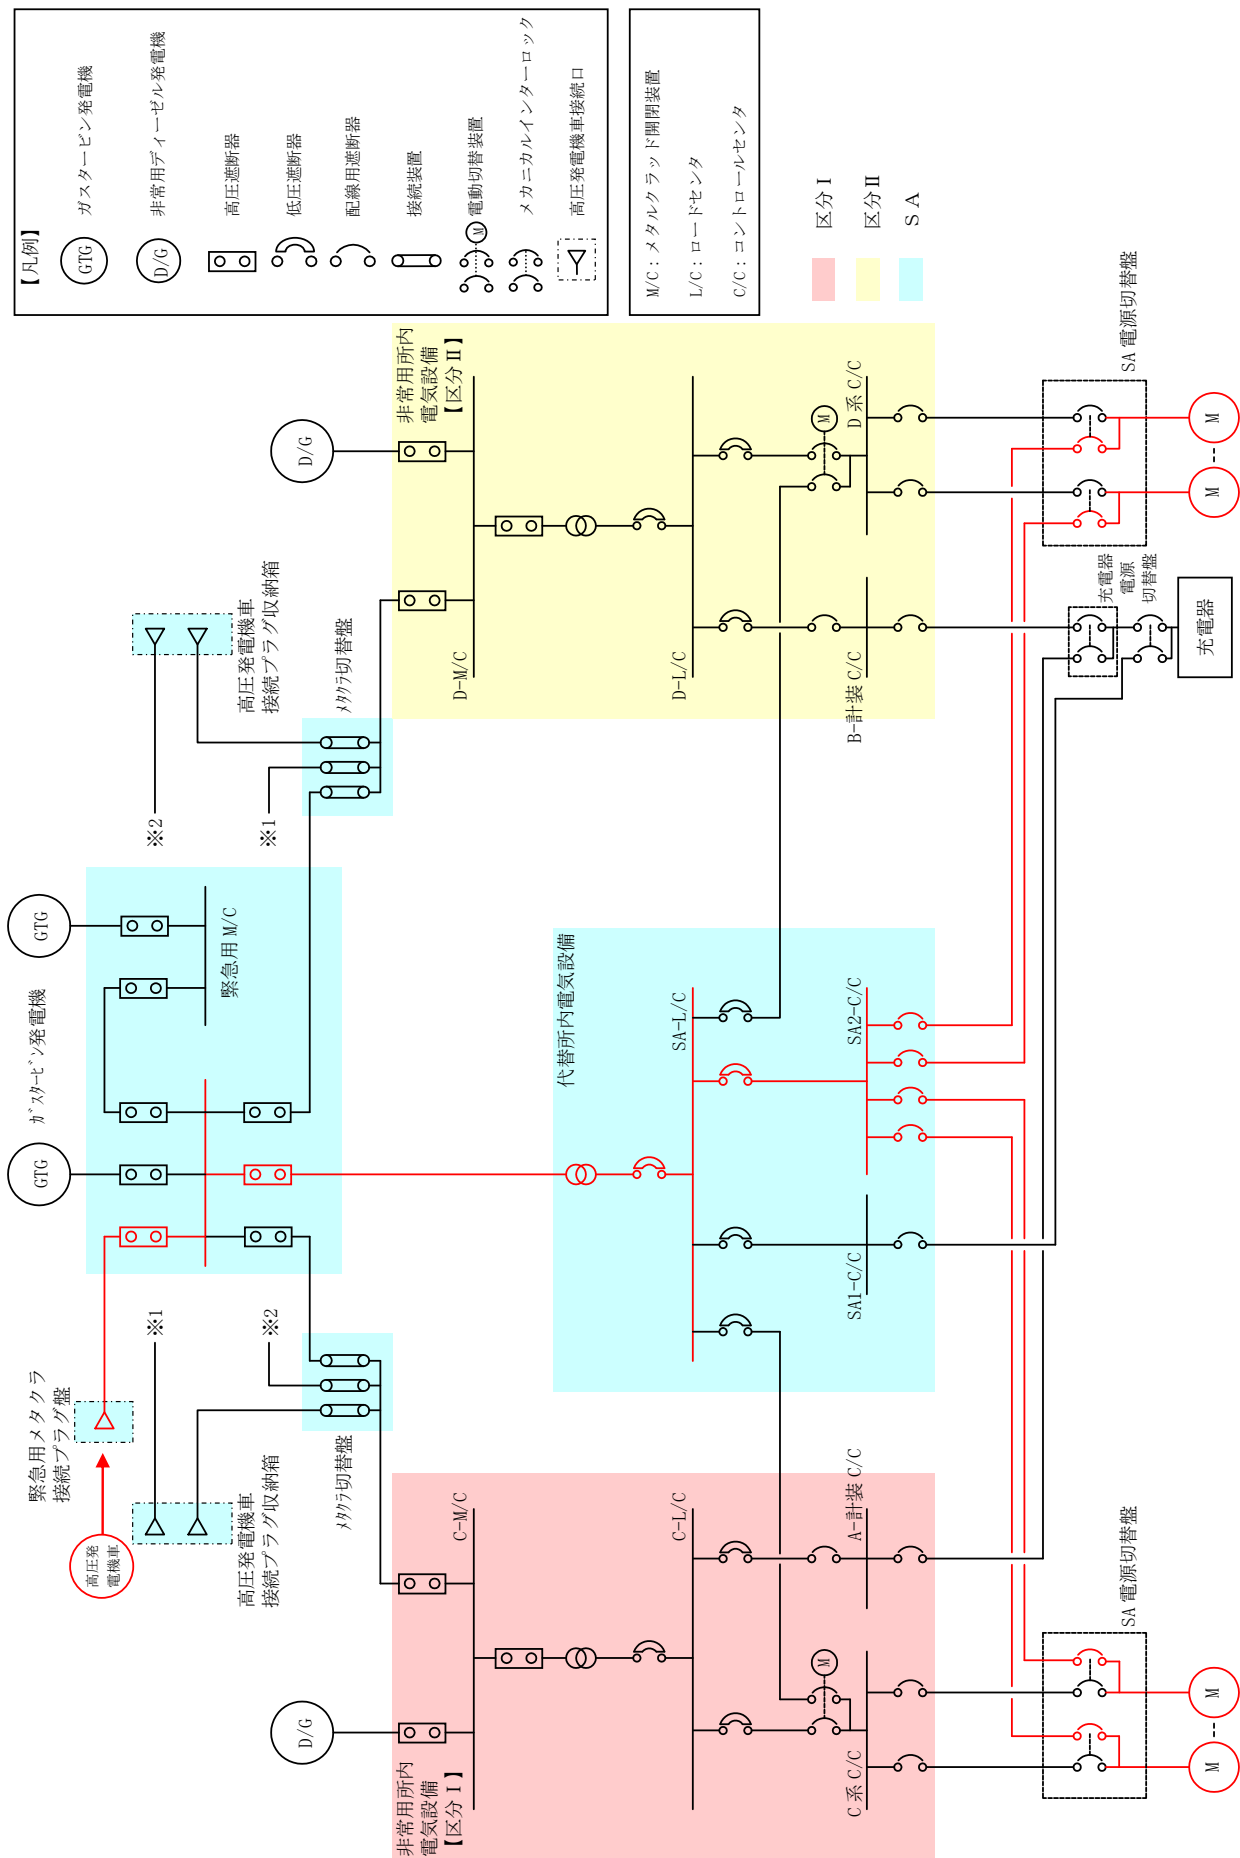 【凡例】
GTG
ガスタービン発電機
D/G
非常用ディーゼル発電機
高圧遮断器
低圧遮断器
配線用遮断器
接続装置
M
電動切替装置
メカニカルインターロック
高圧発電機車接続口
M/C：メタルクラッド開閉装置
L/C：ロードセンタ
C/C：コントロールセンタ
区分Ⅰ
区分Ⅱ
ＳＡ
GTG
GTG
ｶﾞｽﾀｰﾋﾞﾝ発電機
緊急用 M/C
緊急用メタクラ
接続プラグ盤
高圧発
電機車
※1
※2
高圧発電機車
接続プラグ収納箱
ﾒﾀｸﾗ切替盤
※2
※1
高圧発電機車
接続プラグ収納箱
ﾒﾀｸﾗ切替盤
D/G
非常用所内
電気設備
【区分Ⅰ】
C-M/C
C-L/C
M
C 系 C/C
A-計装 C/C
代替所内電気設備
SA-L/C
SA1-C/C
SA2-C/C
D/G
非常用所内
電気設備
【区分Ⅱ】
D-M/C
D-L/C
M
B-計装 C/C
D 系 C/C
SA 電源切替盤
M
M
充電器
電源
切替盤
充電器
SA 電源切替盤
M
M